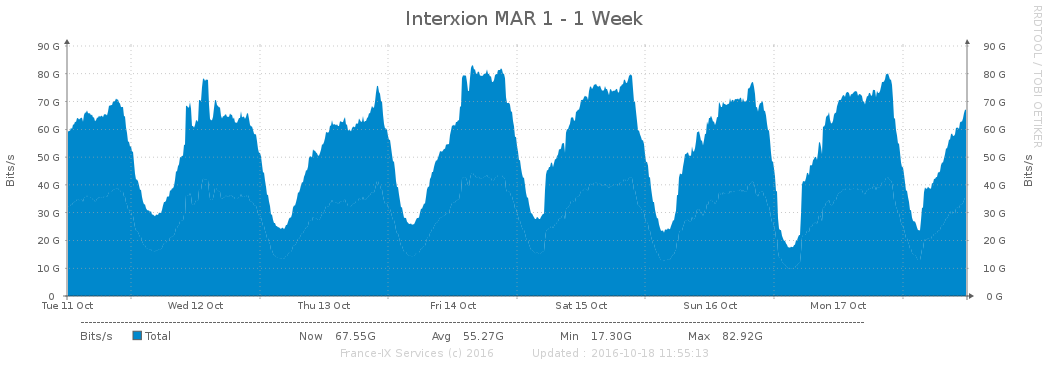 Interxion MAR 1 - 1 Week
RRDTOOL / TOBI OETIKER
Bits/s
90 G 90 G
80 G 80 G
70 G 70 G
60 G 60 G
50 G 50 G
40 G 40 G
30 G 30 G
20 G 20 G
10 G 10 G
0 0 G
Bits/s
Tue 11 Oct Wed 12 Oct Thu 13 Oct Fri 14 Oct Sat 15 Oct Sun 16 Oct Mon 17 Oct
Bits/s Total Now 67.55G Avg 55.27G Min 17.30G Max 82.92G
France-IX Services (c) 2016 Updated : 2016-10-18 11:55:13